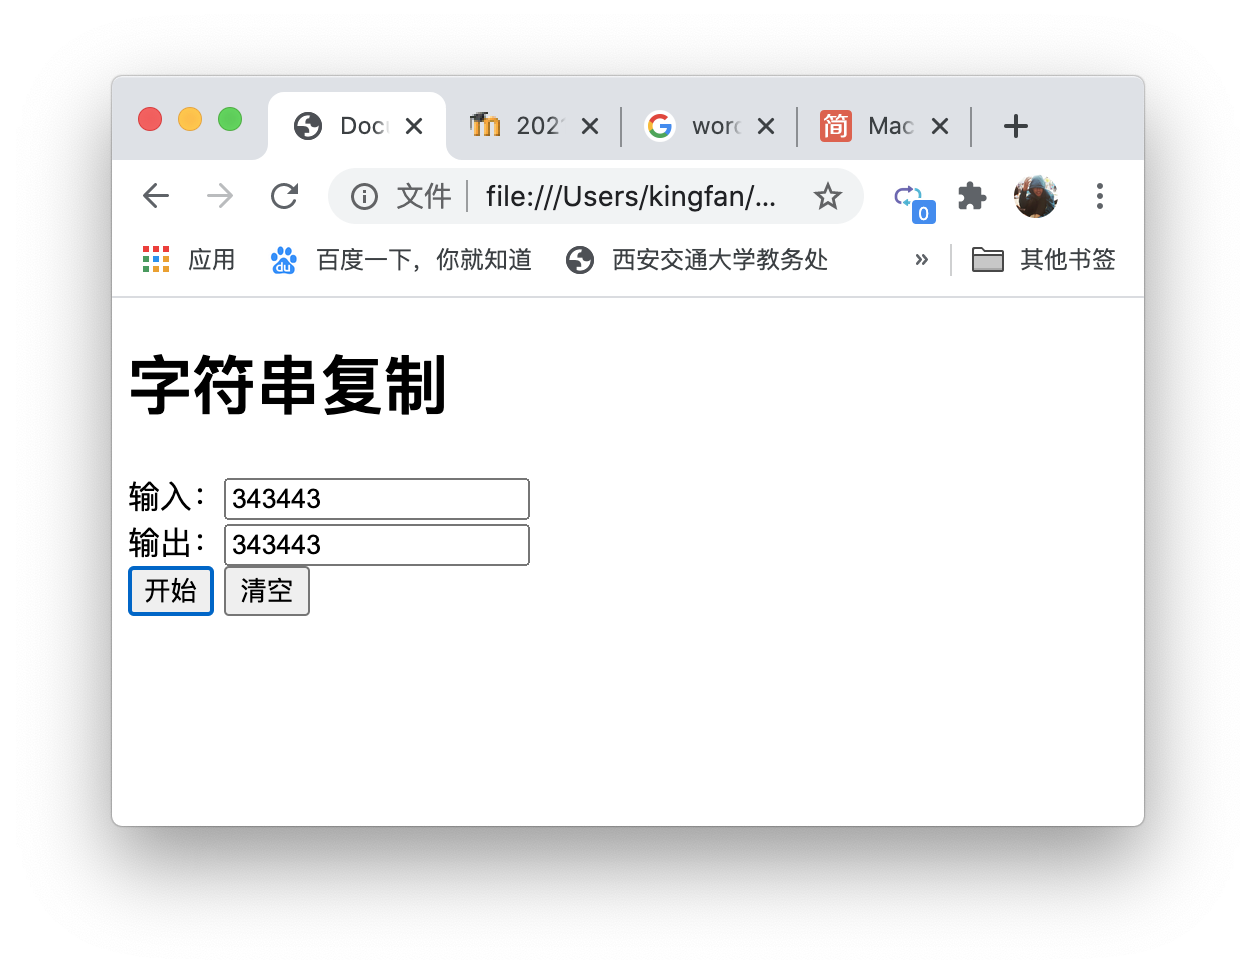 Doc
202
word
简 Mac
文件 file:///Users/kingfan/...
0
应用 du 百度一下，你就知道 西安交通大学教务处 » 其他书签
字符串复制
输入： 343443
输出： 343443
开始 清空